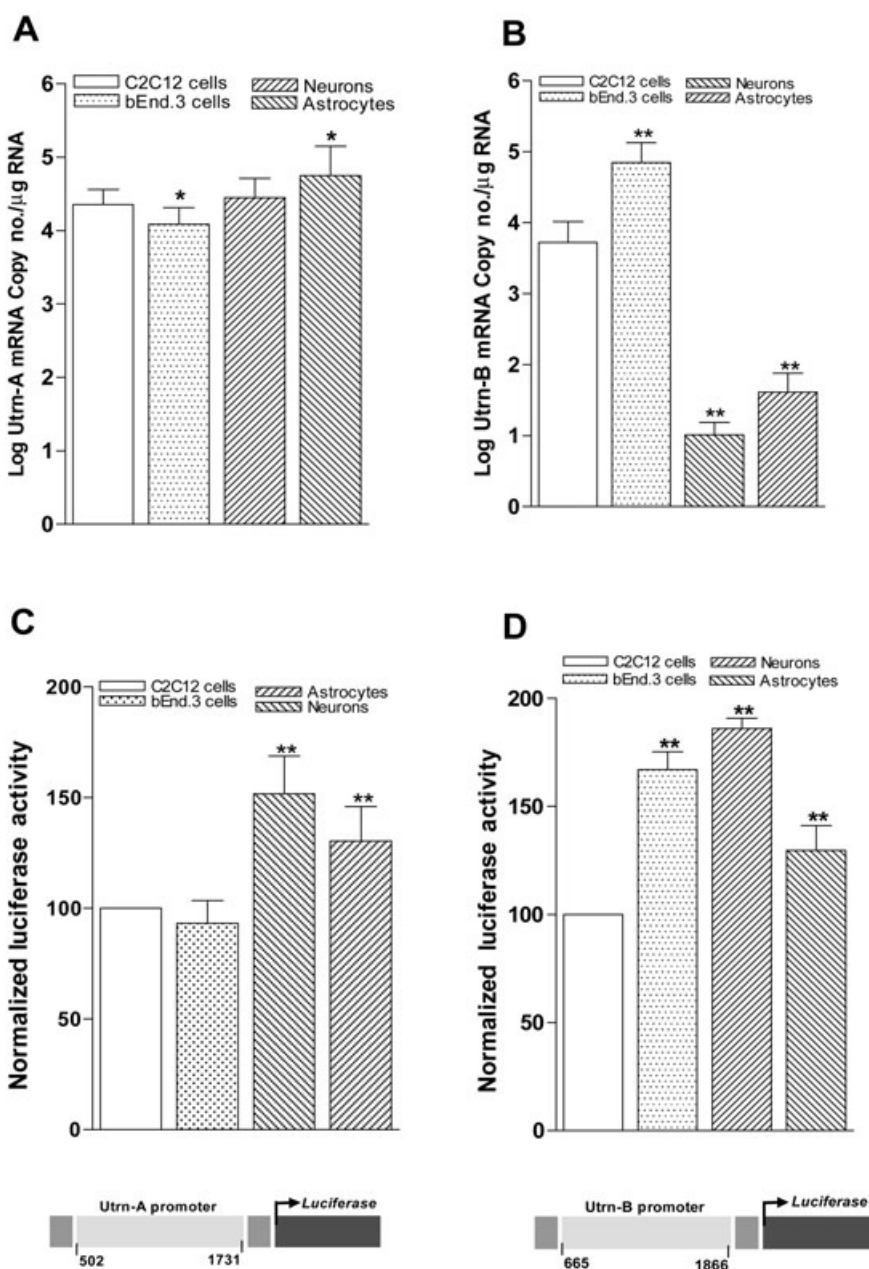 A
C2C12 cells
Neurons
bEnd.3 cells
Astrocytes
Log Utrn-A mRNA Copy no./µg RNA
6
5
4
3
2
1
0
*
*
B
C2C12 cells
Neurons
bEnd.3 cells
Astrocytes
Log Utrn-B mRNA Copy no./µg RNA
6
5
4
3
2
1
0
**
**
**
C
C2C12 cells
Astrocytes
bEnd.3 cells
Neurons
Normalized luciferase activity
200
150
100
50
0
**
**
Utrn-A promoter
Luciferase
502
1731
D
C2C12 cells
Neurons
bEnd.3 cells
Astrocytes
Normalized luciferase activity
200
150
100
50
0
**
**
**
Utrn-B promoter
Luciferase
665
1866